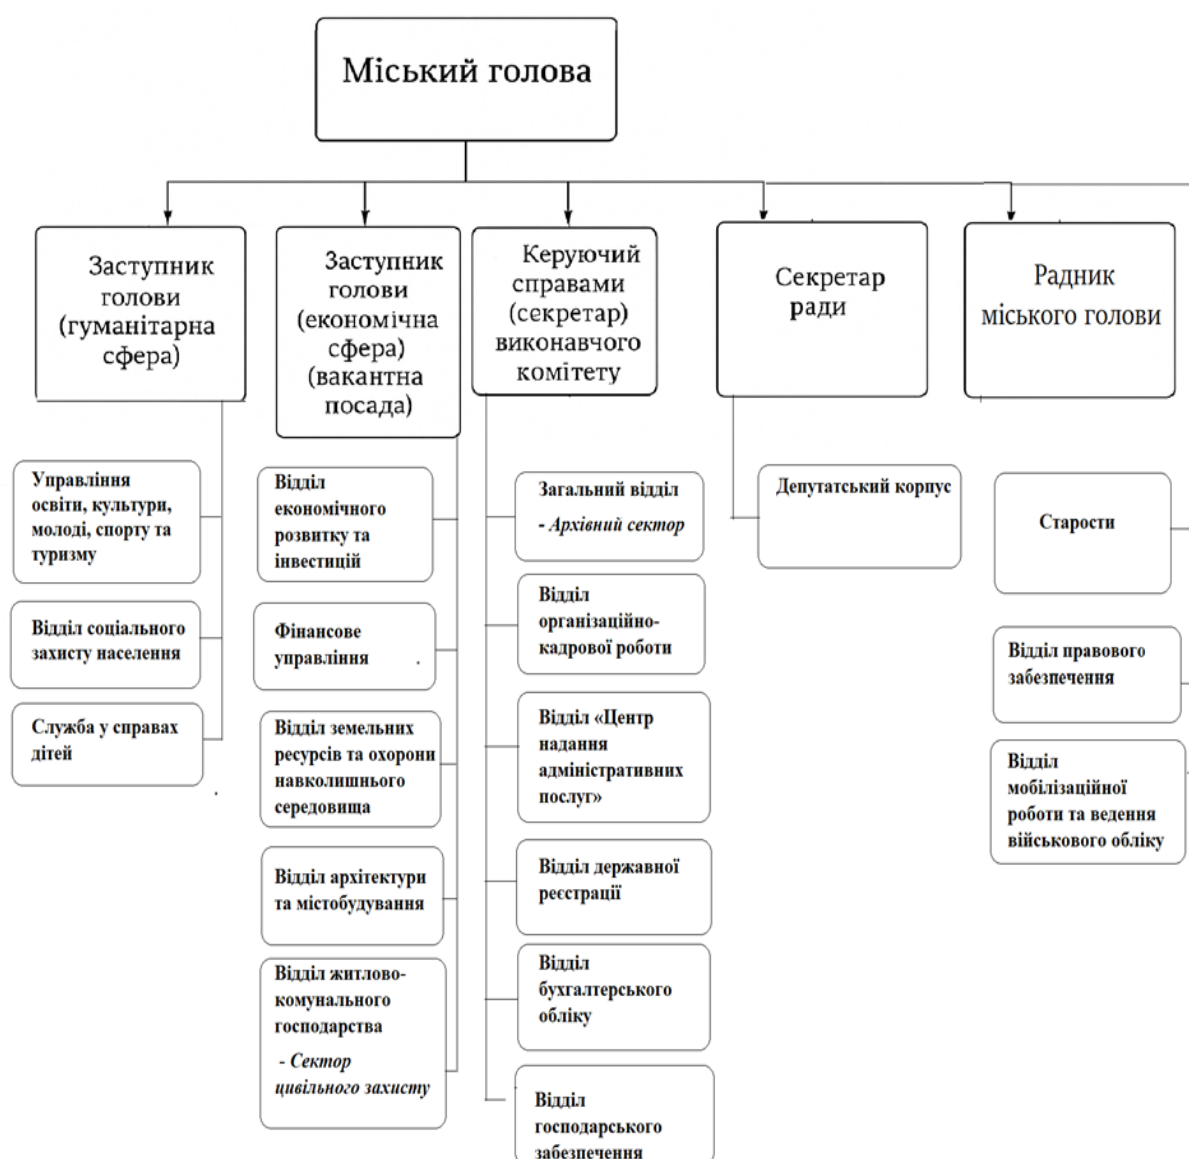 Міський голова
Заступник
голови
(гуманітарна
сфера)
Заступник
голови
(економічна
сфера)
(вакантна
посада)
Керуючий
справами
(секретар)
виконавчого
комітету
Секретар
ради
Радник
міського голови
Управління
освіти, культури,
молоді, спорту та
туризму
Відділ соціального
захисту населення
Служба у справах
дітей
Відділ
економічного
розвитку та
інвестицій
Фінансове
управління
Відділ земельних
ресурсів та охорони
навколишнього
середовища
Відділ архітектури
та містобудування
Відділ житлово-
комунального
господарства
- Сектор
цивільного захисту
Загальний відділ
- Архівний сектор
Відділ
організаційно-
кадрової роботи
Відділ «Центр
надання
адміністративних
послуг»
Відділ державної
реєстрації
Відділ
бухгалтерського
обліку
Відділ
господарського
забезпечення
Депутатський корпус
Старости
Відділ правового
забезпечення
Відділ
мобілізаційної
роботи та ведення
військового обліку